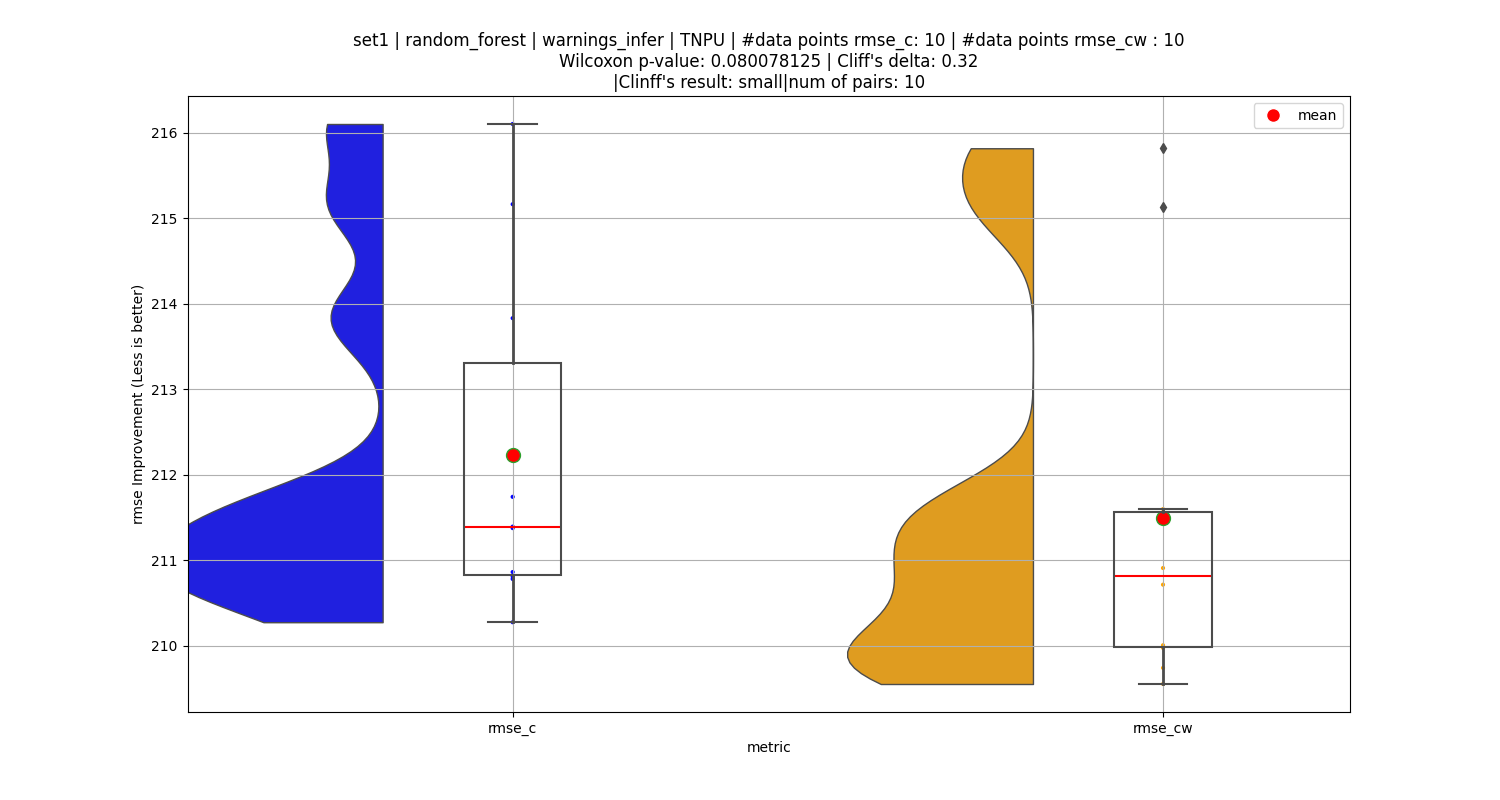 set1 | random_forest | warnings_infer | TNPU | #data points rmse_c: 10 | #data points rmse_cw : 10
Wilcoxon p-value: 0.080078125 | Cliff's delta: 0.32
|Clinff's result: small|num of pairs: 10
mean
rmse Improvement (Less is better)
216
215
214
213
212
211
210
rmse_c
rmse_cw
metric